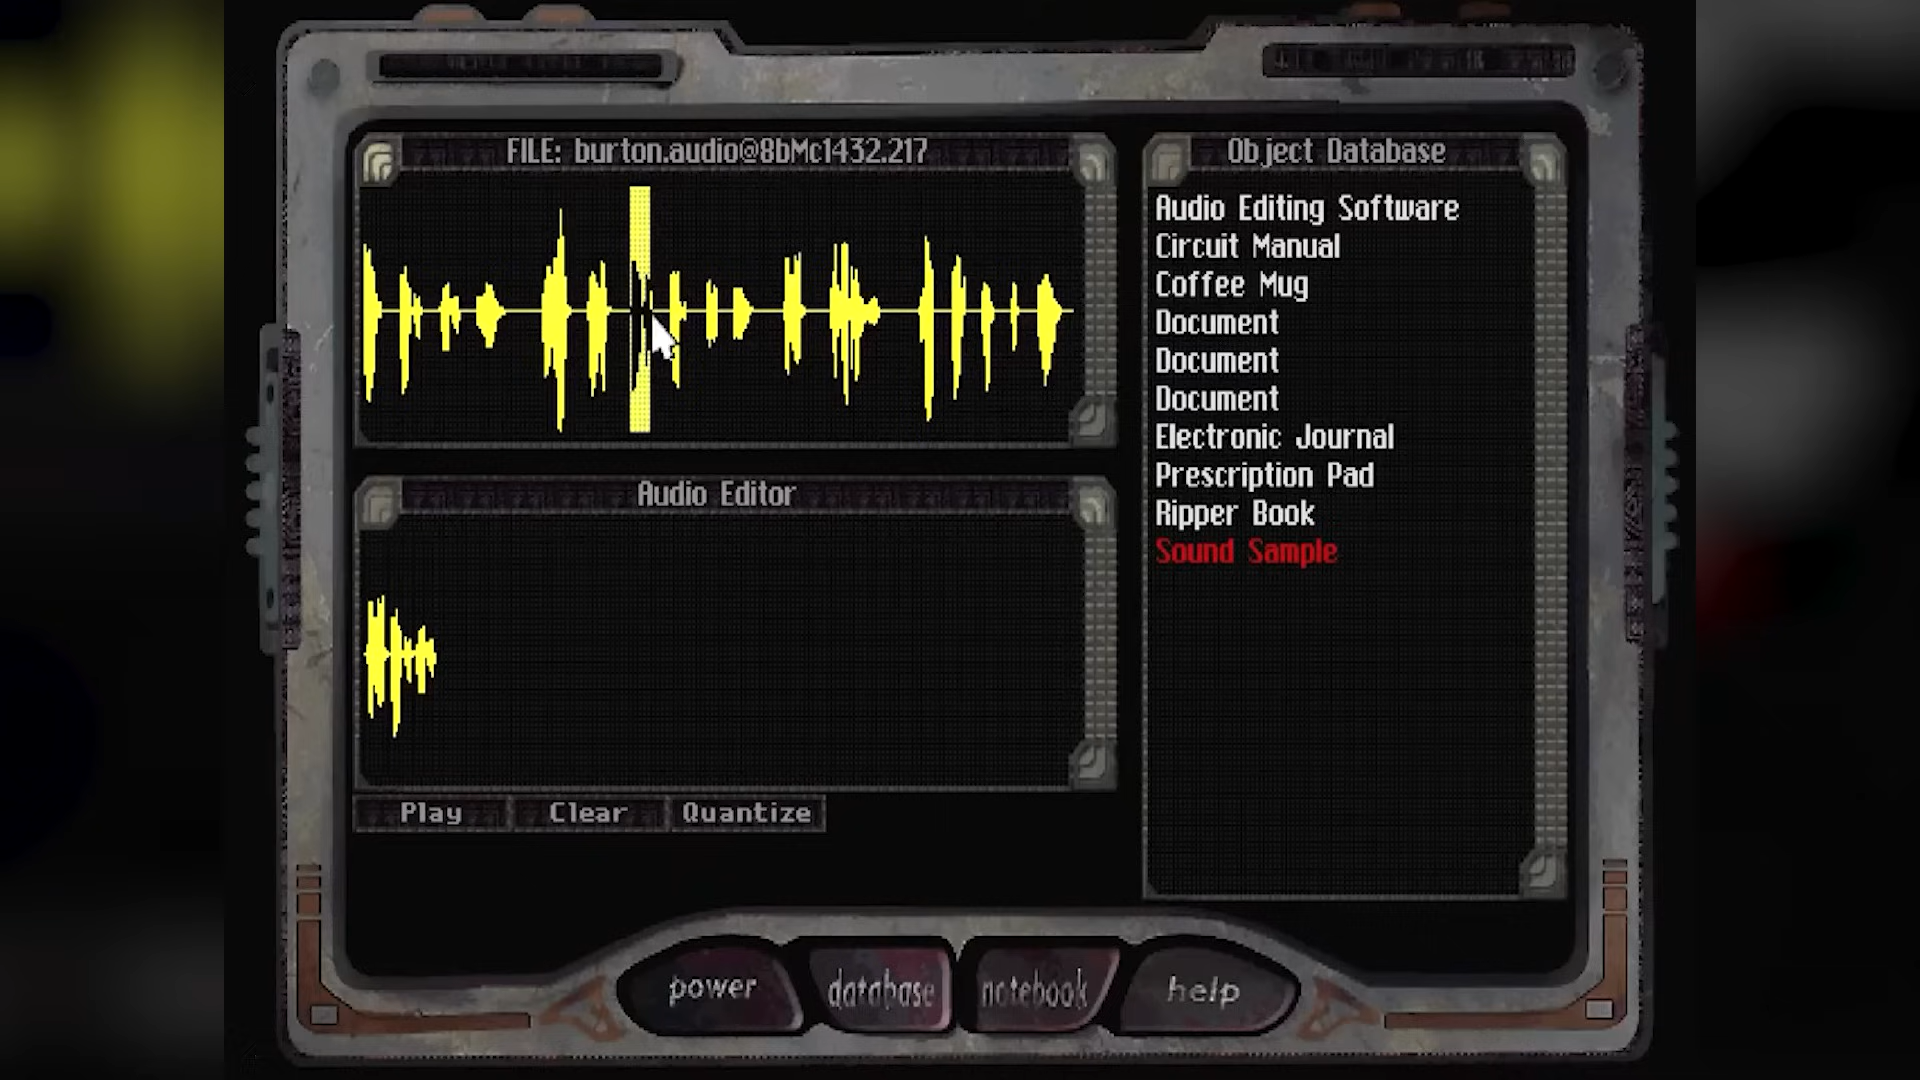 FILE: burton.audio@8bMc1432.217
Object Database
Audio Editing Software
Circuit Manual
Coffee Mug
Document
Document
Document
Electronic Journal
Prescription Pad
Ripper Book
Sound Sample
Audio Editor
Play Clear Quantize
power database notebook help